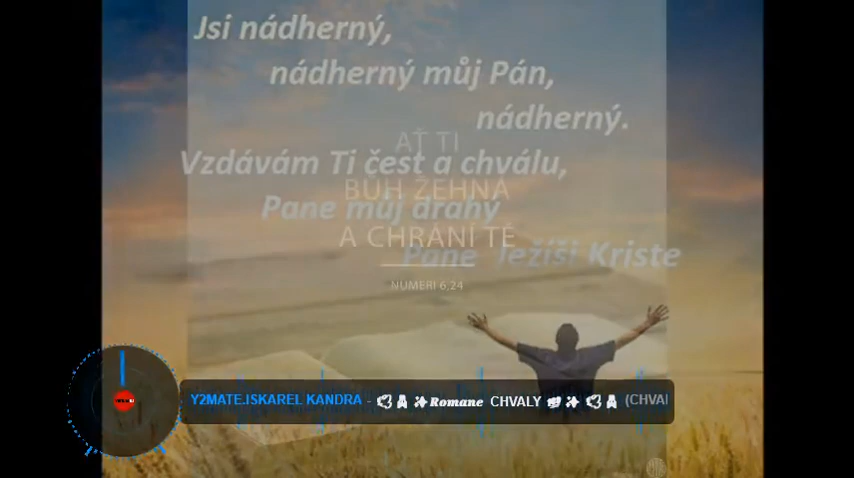 Jsi nádherný,
nádherný můj Pán,
nádherný.
AŤ TI
Vzdávám Ti čest a chválu,
BŮH ŽEHNÁ
Pane můj drahý
A CHRÁNÍ TĚ
Pane Ježíši Kriste
NUMERI 6,24
Y2MATE.ISKAREL KANDRA - Romane CHVALY (CHVAL